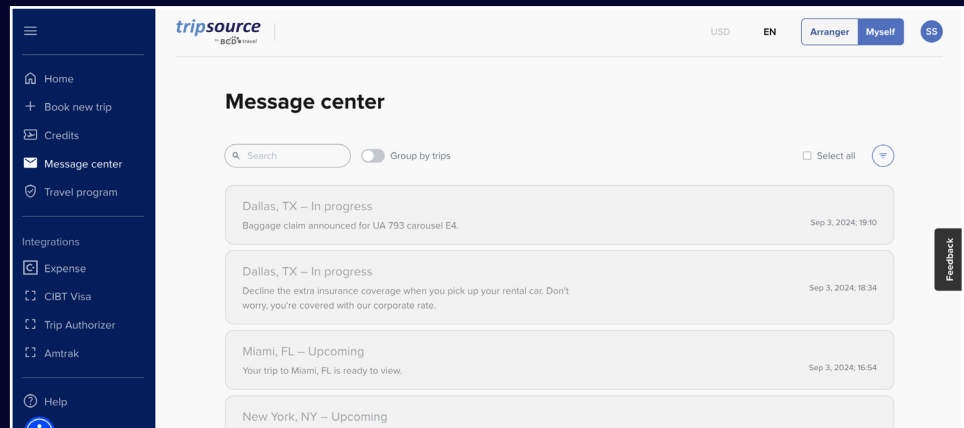 tripsource
by BCD travel
USD
EN
Arranger
Myself
SS
Home
Book new trip
Credits
Message center
Travel program
Integrations
Expense
CIBT Visa
Trip Authorizer
Amtrak
Help
Message center
Search
Group by trips
Select all
Dallas, TX – In progress
Baggage claim announced for UA 793 carousel E4.
Sep 3, 2024; 19:10
Dallas, TX – In progress
Decline the extra insurance coverage when you pick up your rental car. Don't
worry, you're covered with our corporate rate.
Sep 3, 2024; 18:34
Miami, FL – Upcoming
Your trip to Miami, FL is ready to view.
Sep 3, 2024; 16:54
New York, NY – Upcoming
Feedback